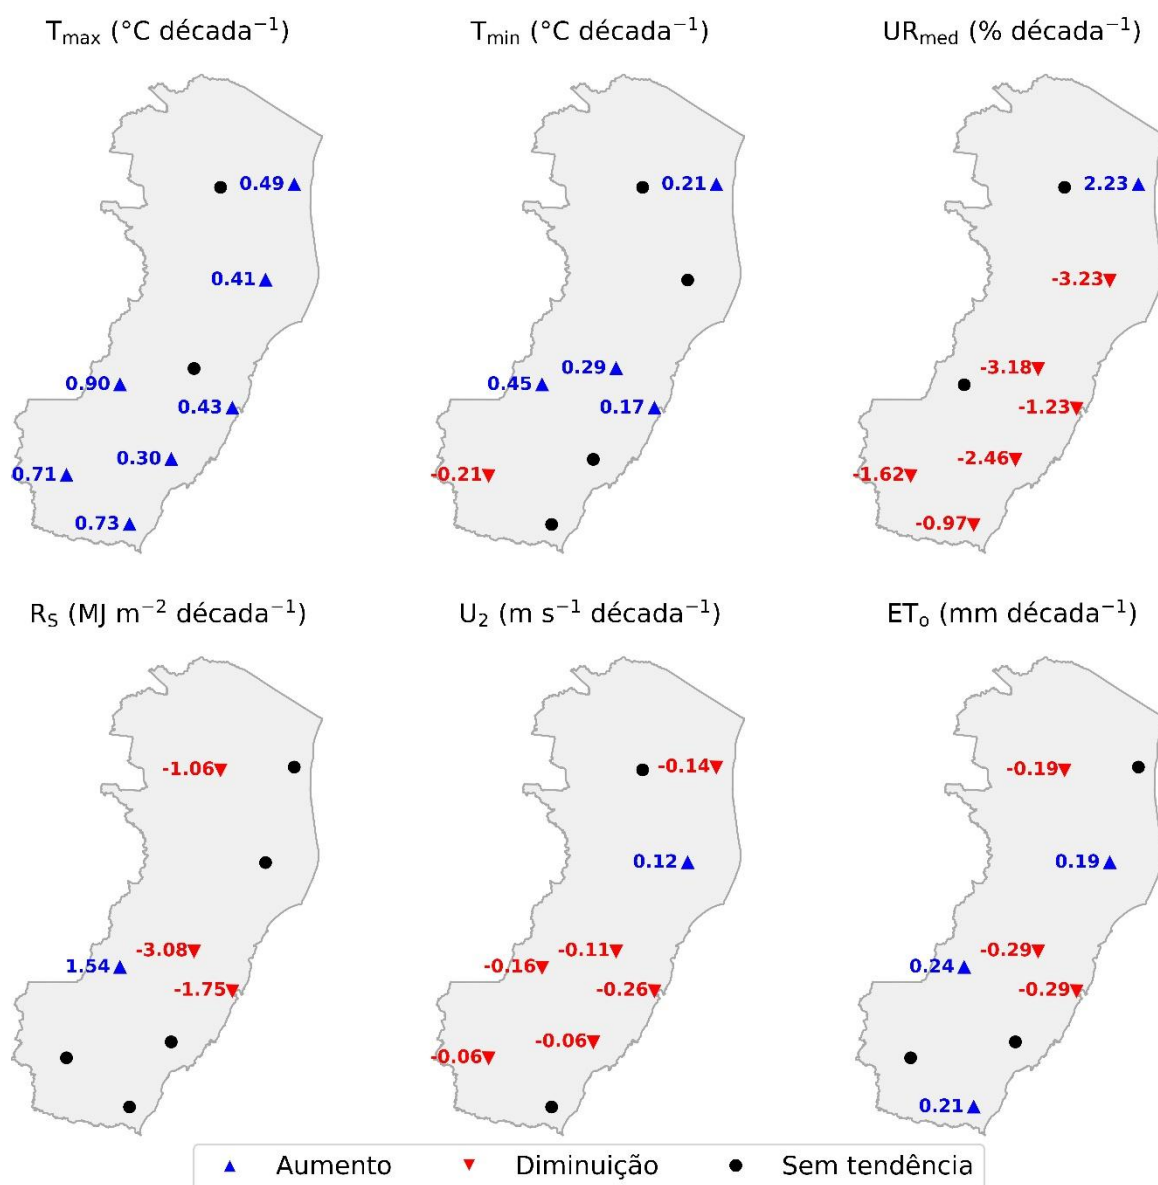 Tmax (°C década⁻¹) Tmin (°C década⁻¹) URmed (% década⁻¹)
0.49 0.21 2.23
0.41 -3.23
0.90 0.45 0.29 -3.18
0.43 0.17 -1.23
0.71 0.30 -0.21 -1.62 -2.46
0.73 -0.97
RS (MJ m⁻² década⁻¹) U2 (m s⁻¹ década⁻¹) ETo (mm década⁻¹)
-1.06 -0.14 -0.19
0.12 0.19
1.54 -3.08 -0.16 -0.11 0.24 -0.29
-1.75 -0.26 -0.29
-0.06 -0.06
0.21
Aumento Diminuição Sem tendência